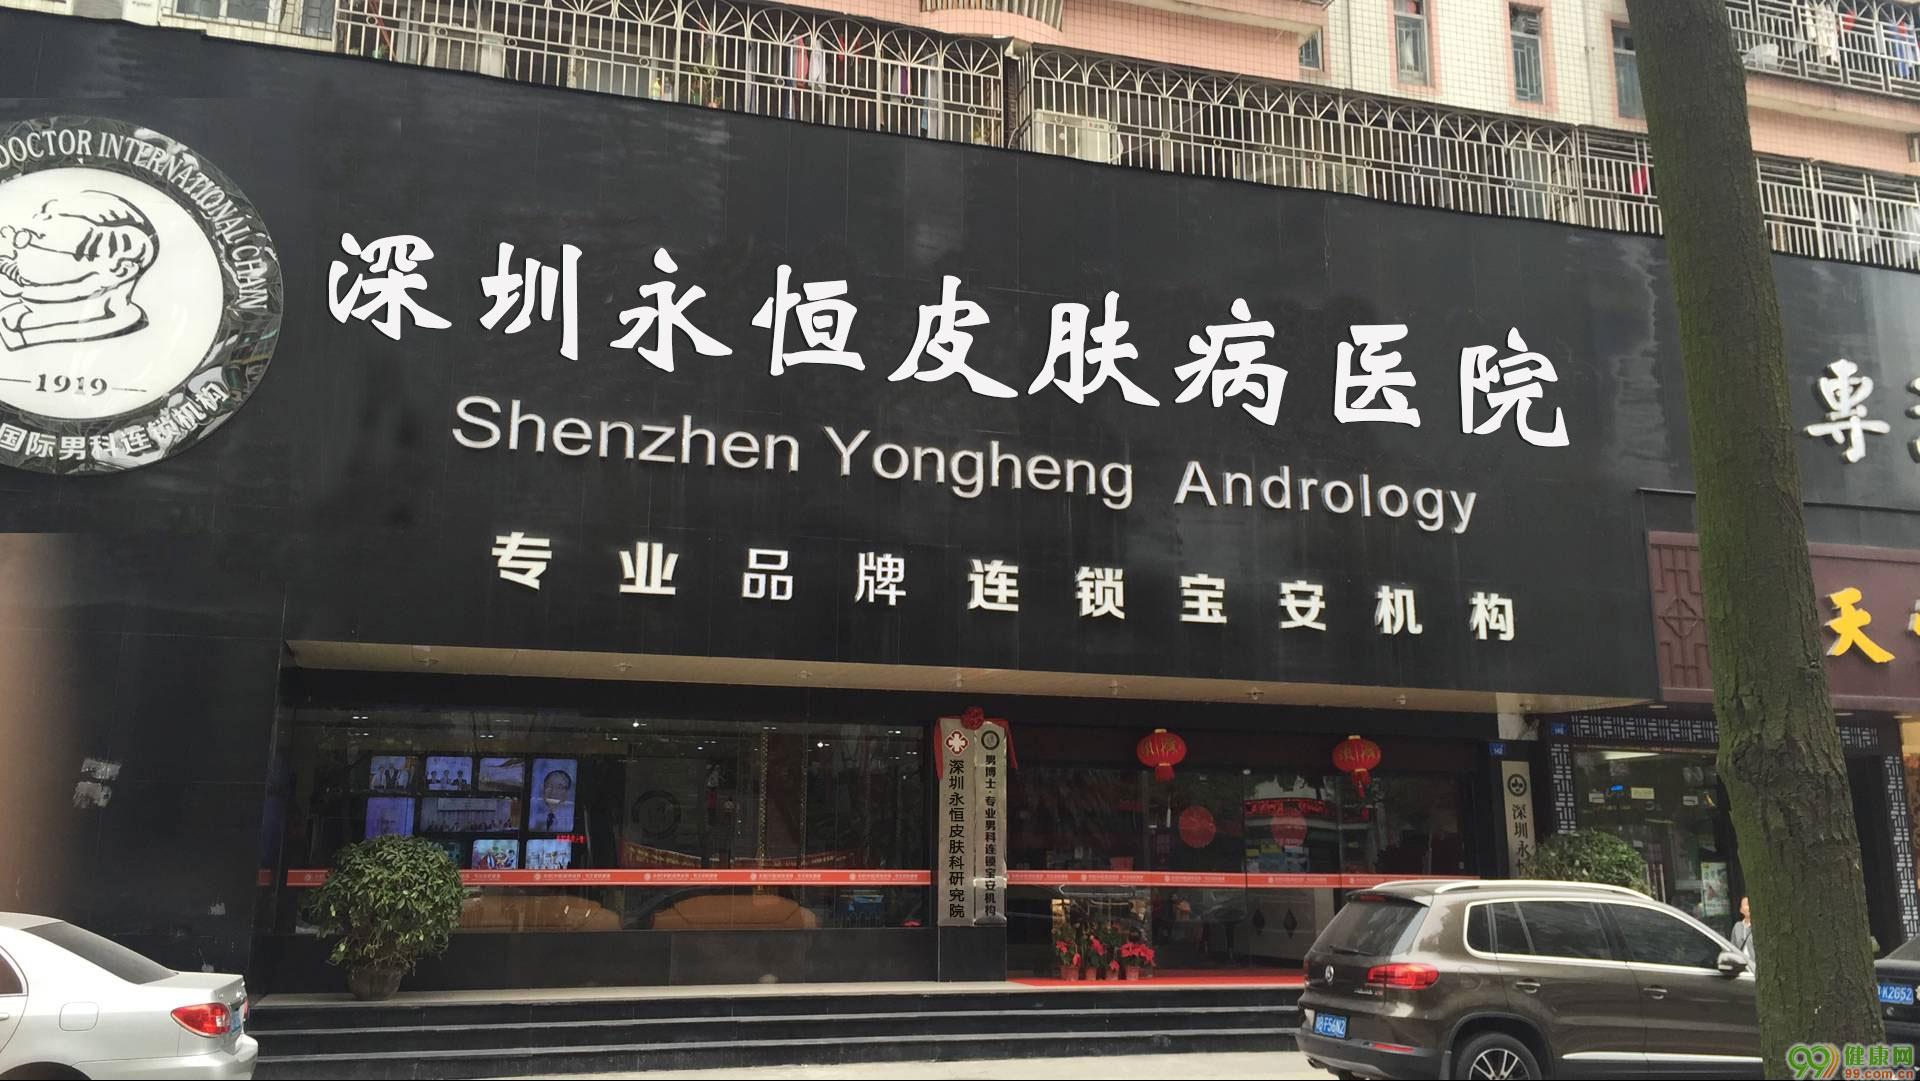 DOCTOR INTERNATIONAL CHAIN
1919
国际男科连锁机构
深圳永恒皮肤病医院
Shenzhen Yongheng Andrology
专业品牌连锁宝安机构
專
天
深圳永恒皮肤科研究院
男博士·专业男科连锁宝安机构
深圳永
F56N2
K2652
99健康网
99.com.cn